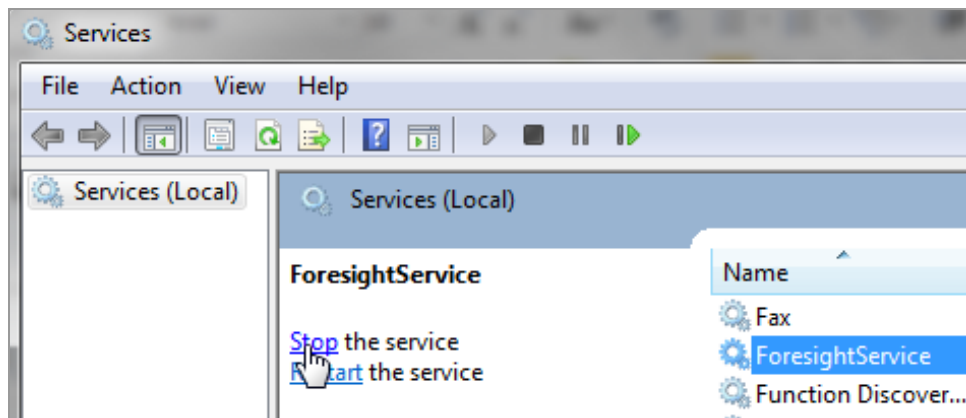 Services
File Action View Help
Services (Local)
Services (Local)
ForesightService
Name
Stop the service
Restart the service
Fax
ForesightService
Function Discover...